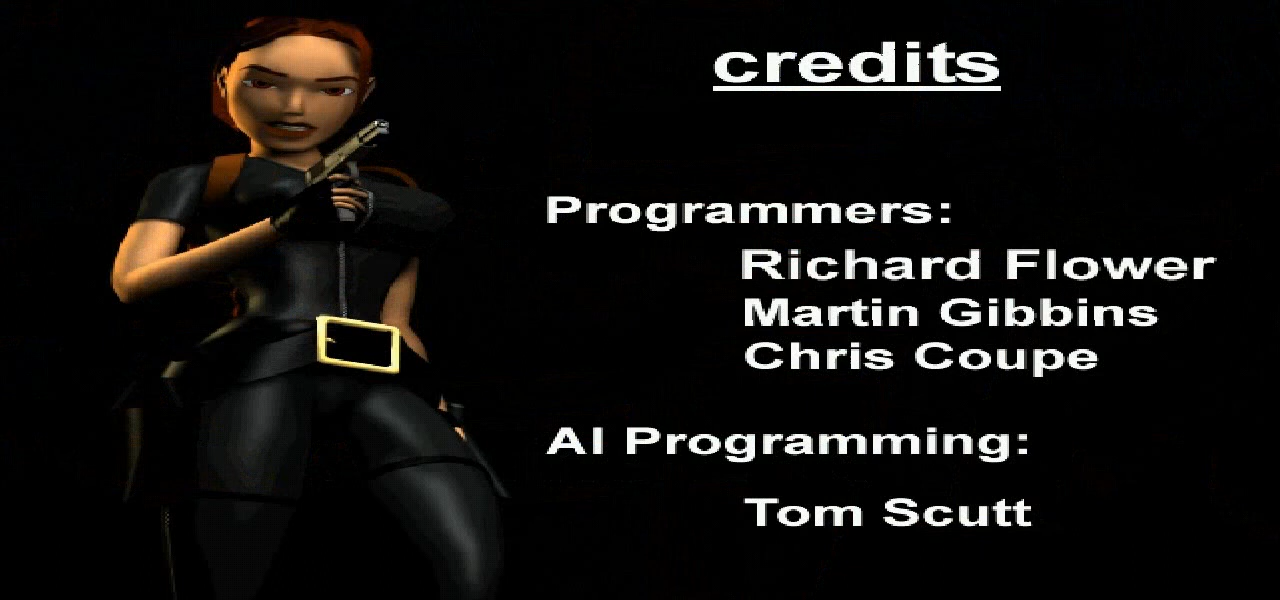 credits
Programmers:
Richard Flower
Martin Gibbins
Chris Coupe
AI Programming:
Tom Scutt